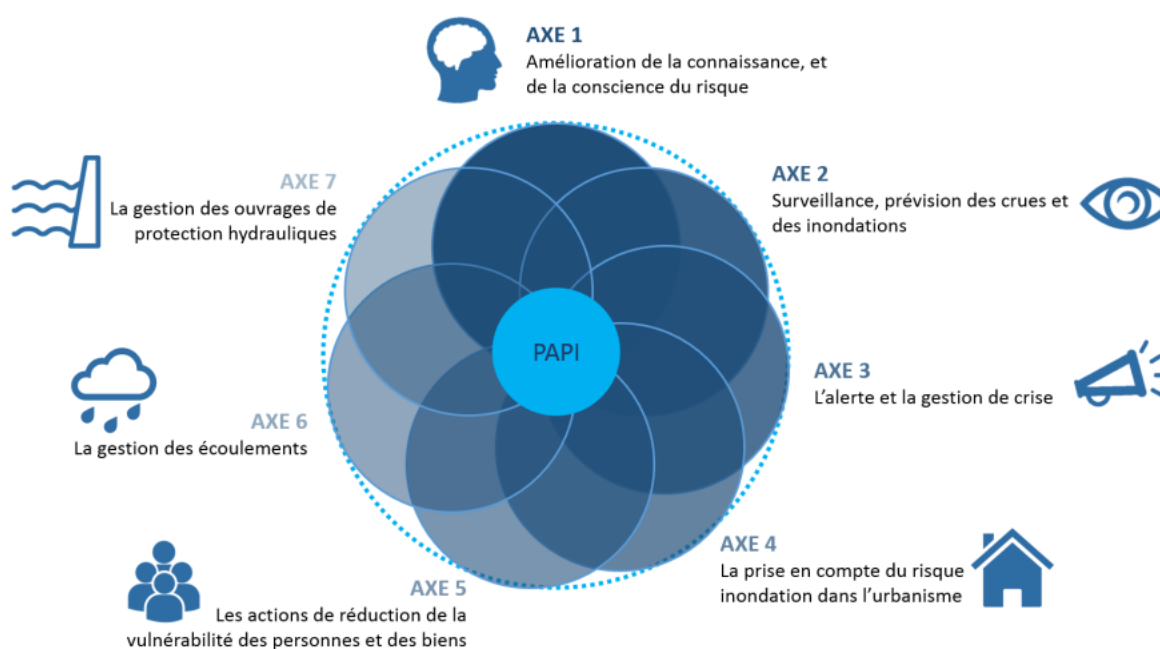 AXE 1
Amélioration de la connaissance, et
de la conscience du risque
AXE 2
Surveillance, prévision des crues et
des inondations
AXE 3
L'alerte et la gestion de crise
AXE 4
La prise en compte du risque
inondation dans l'urbanisme
AXE 5
Les actions de réduction de la
vulnérabilité des personnes et des biens
AXE 6
La gestion des écoulements
AXE 7
La gestion des ouvrages de
protection hydrauliques
PAPI